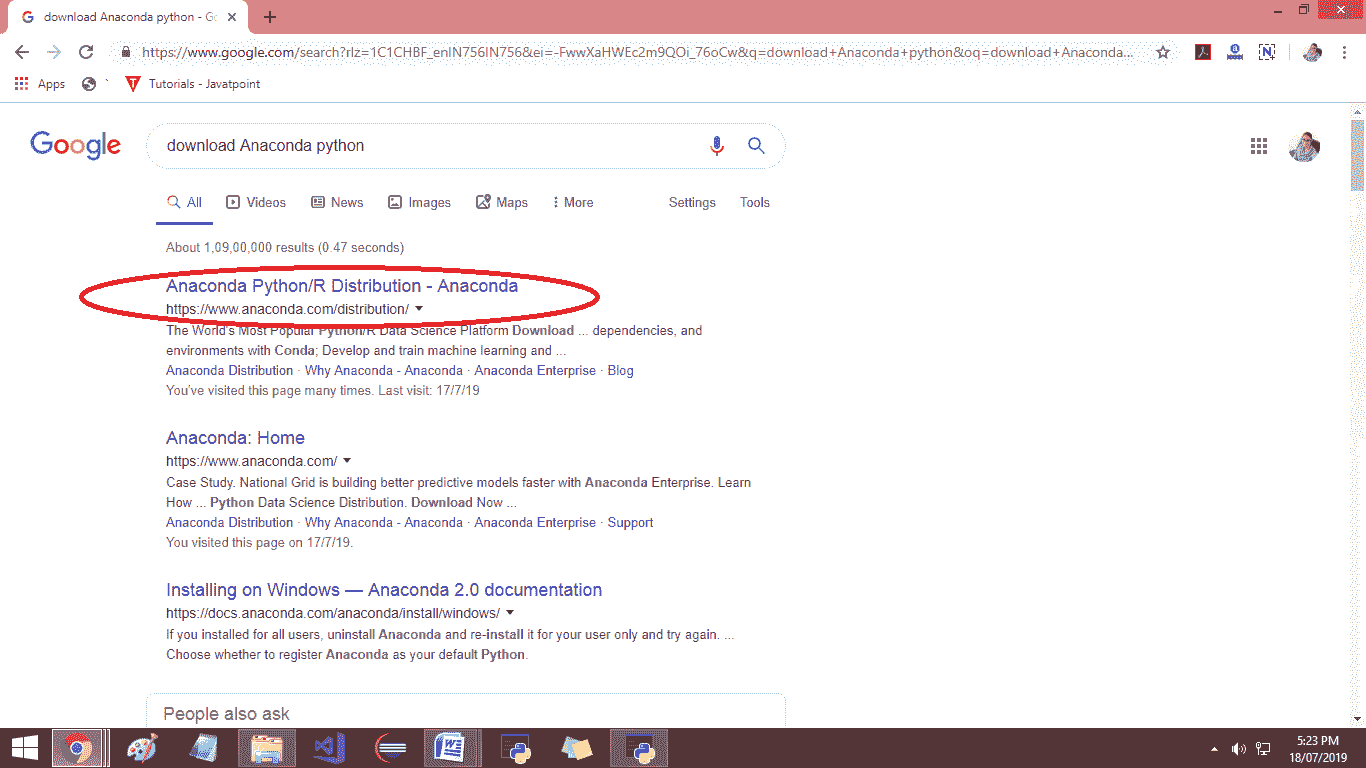 download Anaconda python - Go
https://www.google.com/search?rlz=1C1CHBF_enIN756IN756&ei=-FwwXaHWEc2m9QOi_76oCw&q=download+Anaconda+python&oq=download+Anaconda...
Apps
Tutorials - Javatpoint
Google
download Anaconda python
All Videos News Images Maps More Settings Tools
About 1,09,00,000 results (0.47 seconds)
Anaconda Python/R Distribution - Anaconda
https://www.anaconda.com/distribution/
The World's Most Popular Python/R Data Science Platform Download ... dependencies, and
environments with Conda; Develop and train machine learning and ...
Anaconda Distribution · Why Anaconda - Anaconda · Anaconda Enterprise · Blog
You've visited this page many times. Last visit: 17/7/19
Anaconda: Home
https://www.anaconda.com/
Case Study. National Grid is building better predictive models faster with Anaconda Enterprise. Learn
How ... Python Data Science Distribution. Download Now ...
Anaconda Distribution · Why Anaconda - Anaconda · Anaconda Enterprise · Support
You visited this page on 17/7/19.
Installing on Windows — Anaconda 2.0 documentation
https://docs.anaconda.com/anaconda/install/windows/
If you installed for all users, uninstall Anaconda and re-install it for your user only and try again. ...
Choose whether to register Anaconda as your default Python.
People also ask
5:23 PM
18/07/2019